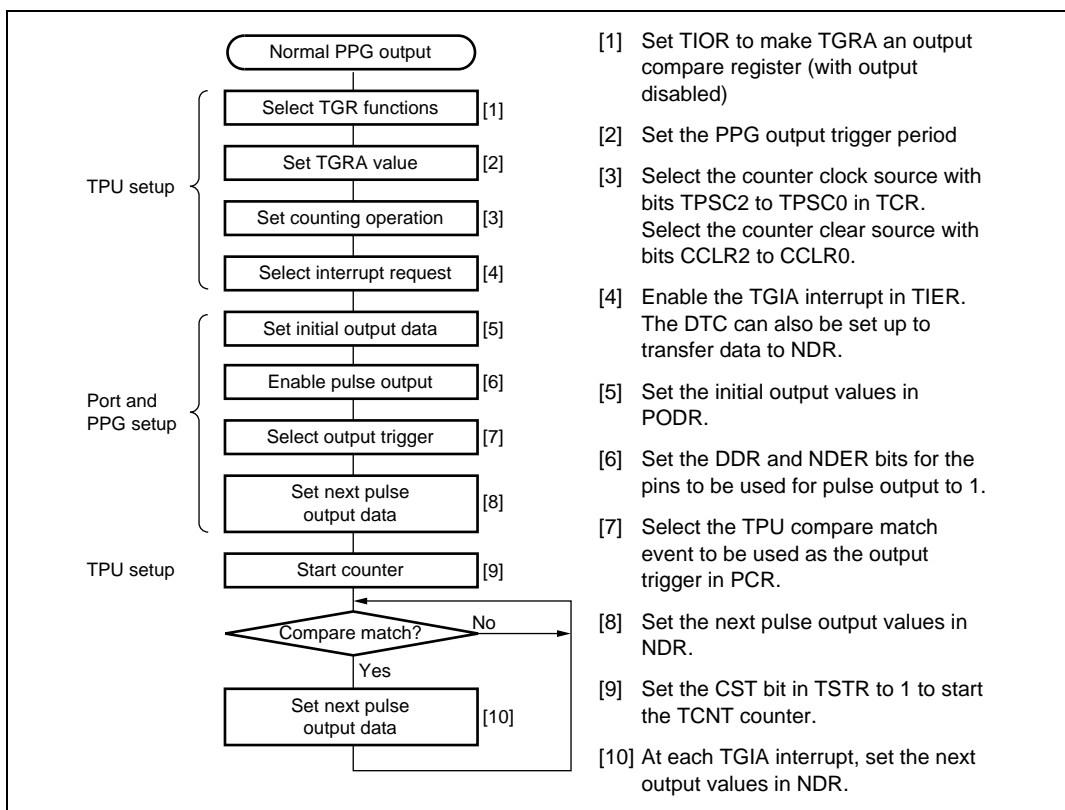 Normal PPG output
Select TGR functions [1]
Set TGRA value [2]
TPU setup
Set counting operation [3]
Select interrupt request [4]
Set initial output data [5]
Enable pulse output [6]
Port and
PPG setup
Select output trigger [7]
Set next pulse
output data [8]
TPU setup
Start counter [9]
Compare match?
No
Yes
Set next pulse
output data [10]
[1] Set TIOR to make TGRA an output
compare register (with output
disabled)
[2] Set the PPG output trigger period
[3] Select the counter clock source with
bits TPSC2 to TPSC0 in TCR.
Select the counter clear source with
bits CCLR2 to CCLR0.
[4] Enable the TGIA interrupt in TIER.
The DTC can also be set up to
transfer data to NDR.
[5] Set the initial output values in
PODR.
[6] Set the DDR and NDER bits for the
pins to be used for pulse output to 1.
[7] Select the TPU compare match
event to be used as the output
trigger in PCR.
[8] Set the next pulse output values in
NDR.
[9] Set the CST bit in TSTR to 1 to start
the TCNT counter.
[10] At each TGIA interrupt, set the next
output values in NDR.